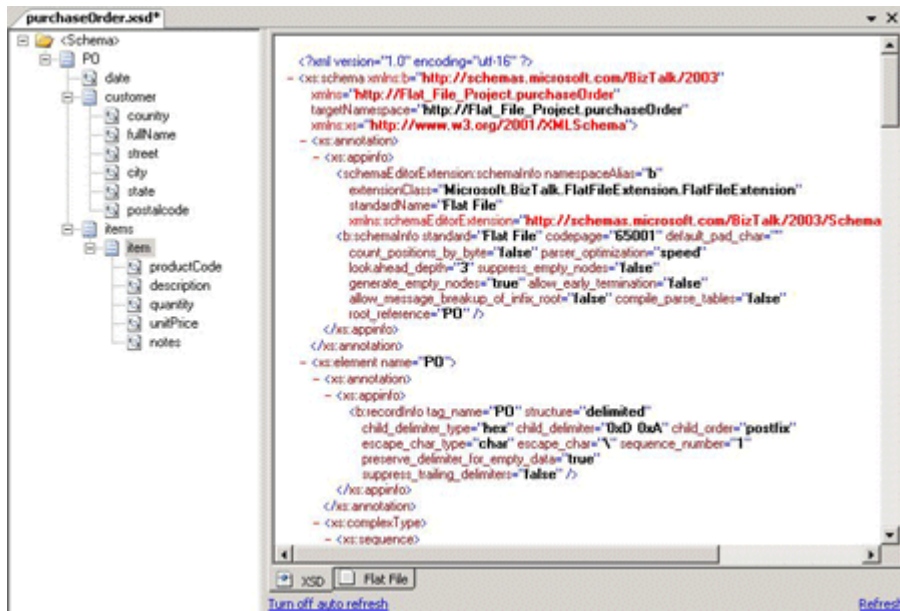 purchaseOrder.xsd*
<Schema>
PO
date
customer
country
fullName
street
city
state
postalcode
items
item
productCode
description
quantity
unitPrice
notes
<?xml version="1.0" encoding="utf-16" ?>
- <xs:schema xmlns:b="http://schemas.microsoft.com/BizTalk/2003"
xmlns="http://Flat_File_Project.purchaseOrder"
targetNamespace="http://Flat_File_Project.purchaseOrder"
xmlns:xs="http://www.w3.org/2001/XMLSchema">
- <xs:annotation>
- <xs:appinfo>
<schemaEditorExtension:schemaInfo namespaceAlias="b"
extensionClass="Microsoft.BizTalk.FlatFileExtension.FlatFileExtension"
standardName="Flat File"
xmlns:schemaEditorExtension="http://schemas.microsoft.com/BizTalk/2003/Schema
<b:schemaInfo standard="Flat File" codepage="65001" default_pad_char=""
count_positions_by_byte="false" parser_optimization="speed"
lookahead_depth="3" suppress_empty_nodes="false"
generate_empty_nodes="true" allow_early_termination="false"
allow_message_breakup_of_infix_root="false" compile_parse_tables="false"
root_reference="PO" />
</xs:appinfo>
</xs:annotation>
- <xs:element name="PO">
- <xs:annotation>
- <xs:appinfo>
<b:recordInfo tag_name="PO" structure="delimited"
child_delimiter_type="hex" child_delimiter="0xD 0xA" child_order="postfix"
escape_char_type="char" escape_char="\" sequence_number="1"
preserve_delimiter_for_empty_data="true"
suppress_trailing_delimiters="false" />
</xs:appinfo>
</xs:annotation>
- <xs:complexType>
- <xs:sequence>
XSD
Flat File
Turn off auto refresh
Refresh